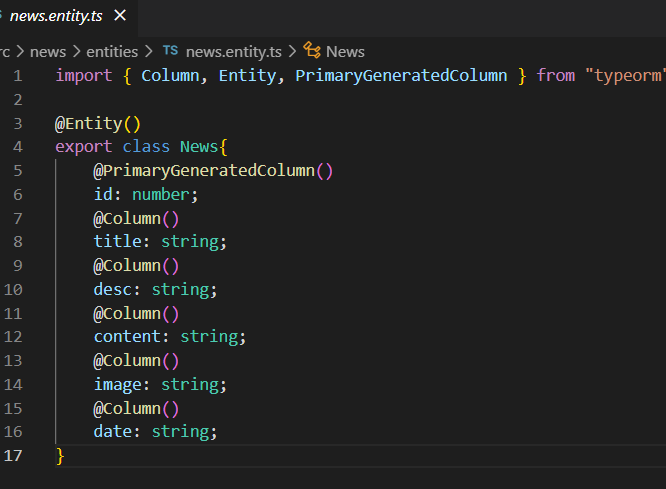 news.entity.ts ×
rc > news > entities > TS news.entity.ts > News
1 import { Column, Entity, PrimaryGeneratedColumn } from "typeorm"
2
3 @Entity()
4 export class News{
5 @PrimaryGeneratedColumn()
6 id: number;
7 @Column()
8 title: string;
9 @Column()
10 desc: string;
11 @Column()
12 content: string;
13 @Column()
14 image: string;
15 @Column()
16 date: string;
17 }